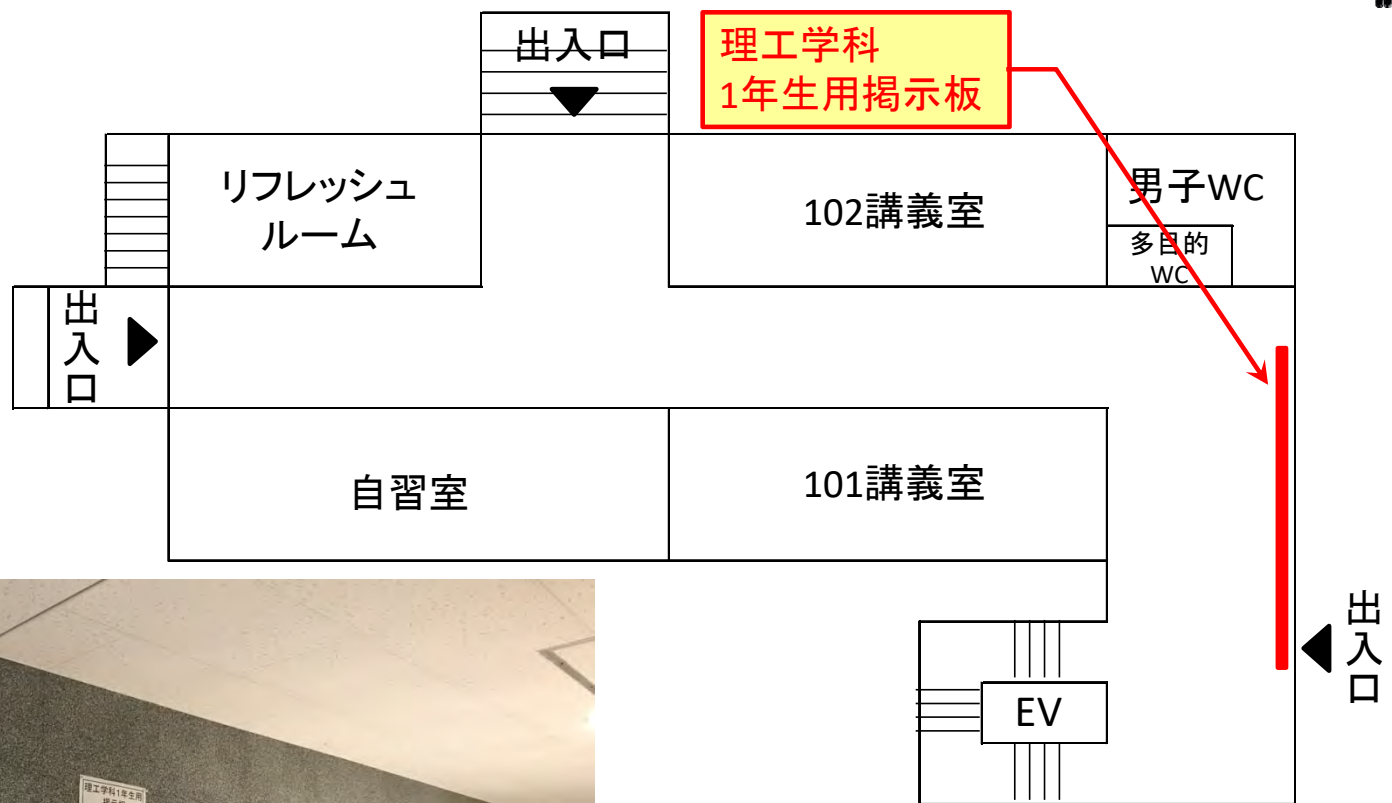 出入口
理工学科
1年生用掲示板
リフレッシュ
ルーム
102講義室
男子WC
多目的
WC
出入口
自習室
101講義室
出入口
EV
理工学科1年生用